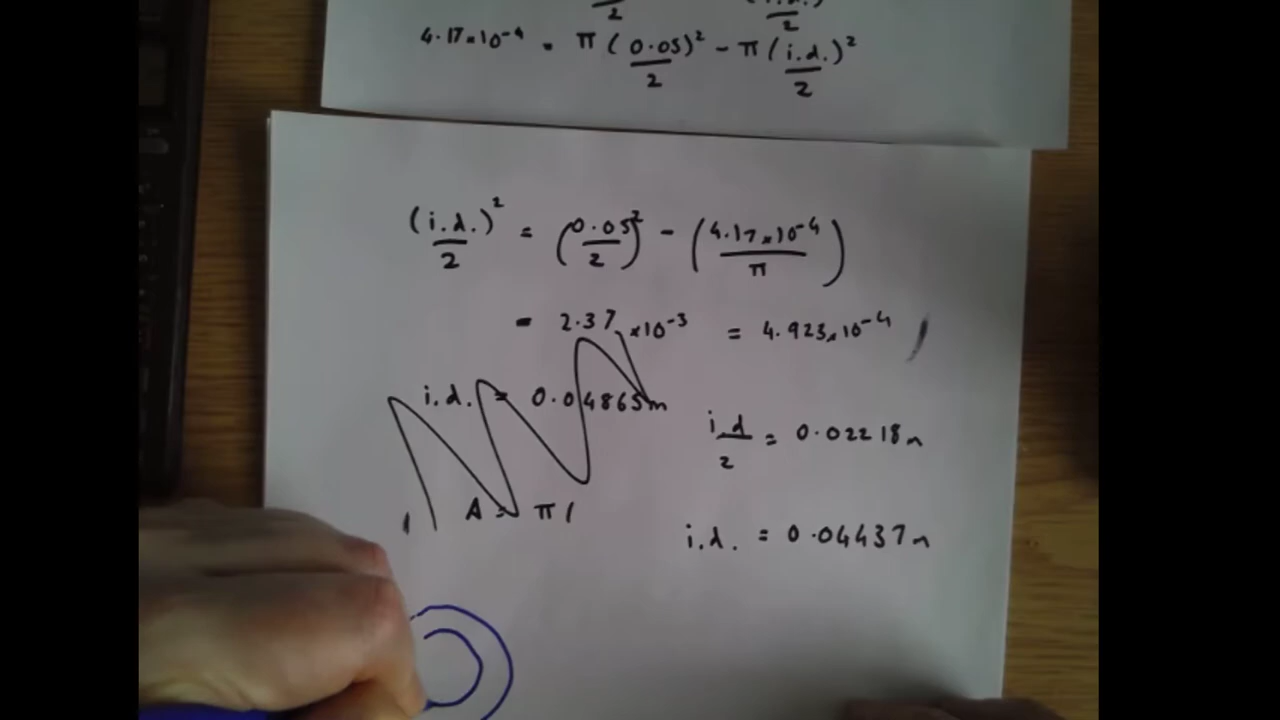 4.17×10⁻⁴ = π(0.05/2)² - π(i.d./2)²
(i.d./2)² = (0.05/2)² - (4.17×10⁻⁴/π)
= 2.37×10⁻³ = 4.923×10⁻⁴
i.d. = 0.04865m
i.d/2 = 0.02218m
A = π(
i.d. = 0.04437m